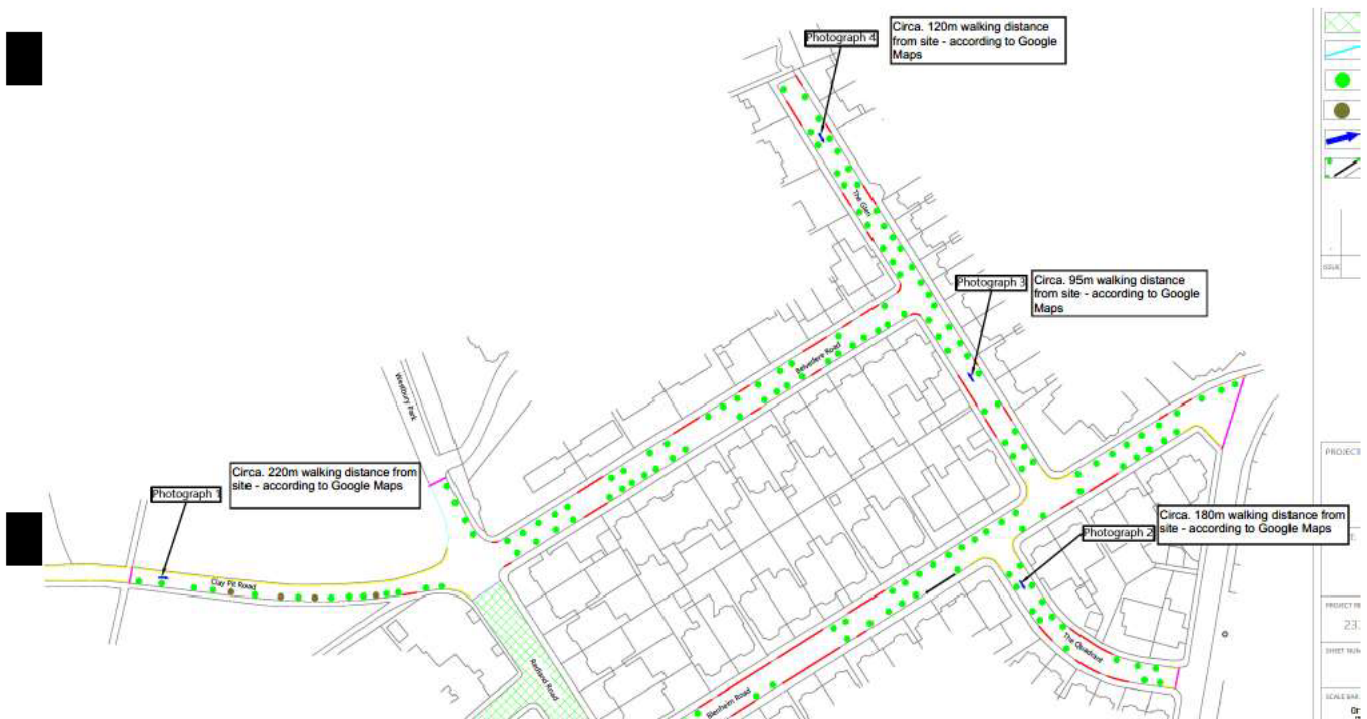 Photograph 4
Circa. 120m walking distance
from site - according to Google
Maps
The Glen
Photograph 3
Circa. 95m walking distance
from site - according to Google
Maps
Belvedere Road
Westbury Park
Photograph 1
Circa. 220m walking distance from
site - according to Google Maps
Clay Pit Road
Photograph 2
Circa. 180m walking distance from
site - according to Google Maps
The Quadrant
Redland Road
Blenheim Road
ISSUE
PROJECT
PROJECT RE
23.
SHEET NUM
SCALE BAR
0r